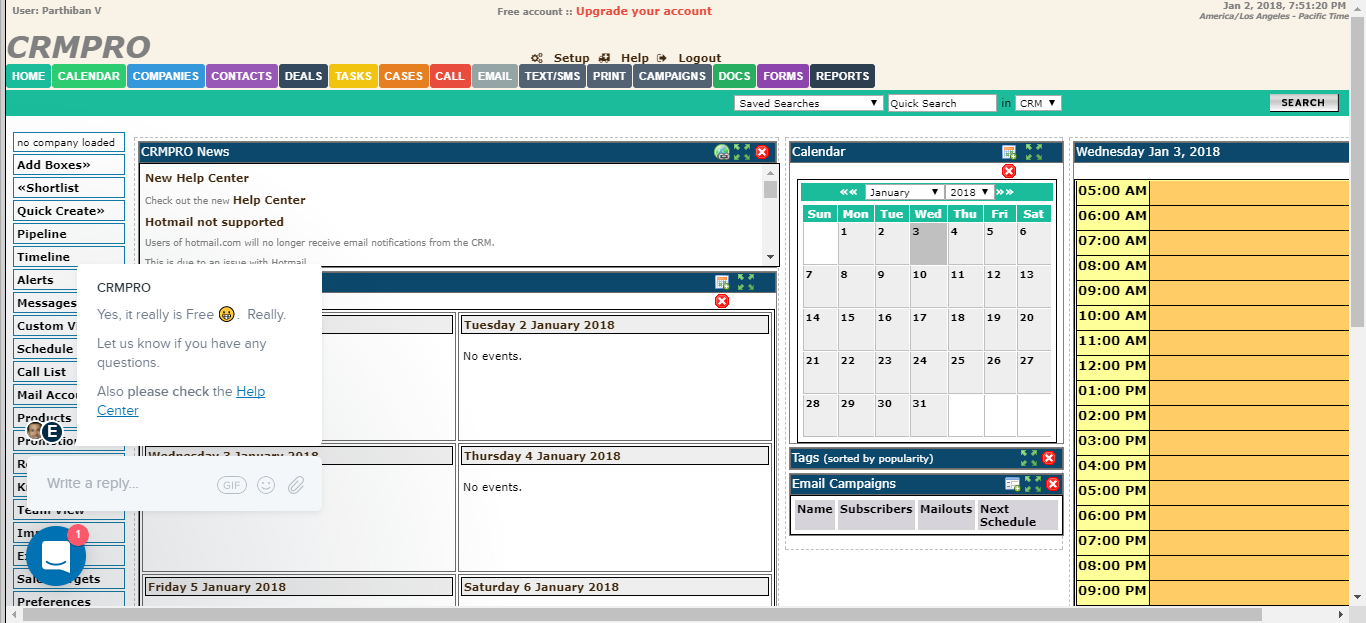 User: Parthiban V
Free account :: Upgrade your account
Jan 2, 2018, 7:51:20 PM
America/Los Angeles - Pacific Time
CRMPRO
Setup Help Logout
HOME CALENDAR COMPANIES CONTACTS DEALS TASKS CASES CALL EMAIL TEXT/SMS PRINT CAMPAIGNS DOCS FORMS REPORTS
Saved Searches Quick Search in CRM SEARCH
no company loaded
Add Boxes»
«Shortlist
Quick Create»
Pipeline
Timeline
Alerts
Messages
Custom
Schedule
Call List
Mail
Products
Team View
Preferences
CRMPRO News
New Help Center
Check out the new Help Center
Hotmail not supported
Users of hotmail.com will no longer receive email notifications from the CRM.
This is due to an issue with Hotmail
CRMPRO
Yes, it really is Free 😁. Really.
Let us know if you have any
questions.
Also please check the Help
Center
E
Write a reply...
GIF
1
Tuesday 2 January 2018
No events.
Wednesday 3 January 2018
Thursday 4 January 2018
No events.
Friday 5 January 2018
Saturday 6 January 2018
Calendar
«« January 2018 »»
Sun Mon Tue Wed Thu Fri Sat
1 2 3 4 5 6
7 8 9 10 11 12 13
14 15 16 17 18 19 20
21 22 23 24 25 26 27
28 29 30 31
Tags (sorted by popularity)
Email Campaigns
Name Subscribers Mailouts Next
Schedule
Wednesday Jan 3, 2018
05:00 AM
06:00 AM
07:00 AM
08:00 AM
09:00 AM
10:00 AM
11:00 AM
12:00 PM
01:00 PM
02:00 PM
03:00 PM
04:00 PM
05:00 PM
06:00 PM
07:00 PM
08:00 PM
09:00 PM